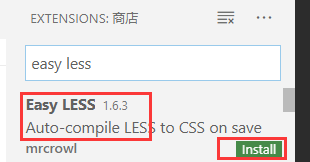 EXTENSIONS: 商店
easy less
Easy LESS 1.6.3
Auto-compile LESS to CSS on save
mrcrowl Install